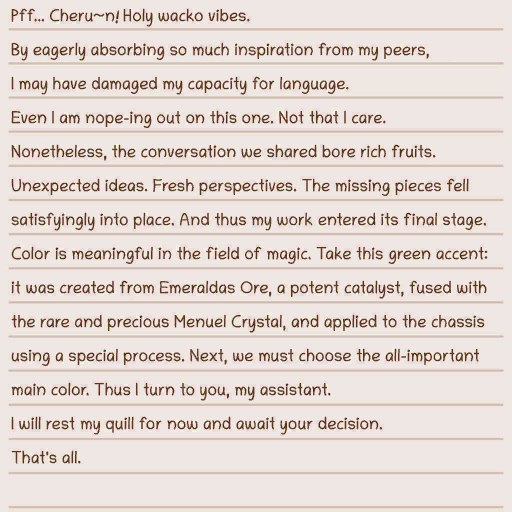 Pff... Cheru~n! Holy wacko vibes.
By eagerly absorbing so much inspiration from my peers,
I may have damaged my capacity for language.
Even I am nope-ing out on this one. Not that I care.
Nonetheless, the conversation we shared bore rich fruits.
Unexpected ideas. Fresh perspectives. The missing pieces fell
satisfyingly into place. And thus my work entered its final stage.
Color is meaningful in the field of magic. Take this green accent:
it was created from Emeraldas Ore, a potent catalyst, fused with
the rare and precious Menuel Crystal, and applied to the chassis
using a special process. Next, we must choose the all-important
main color. Thus I turn to you, my assistant.
I will rest my quill for now and await your decision.
That's all.